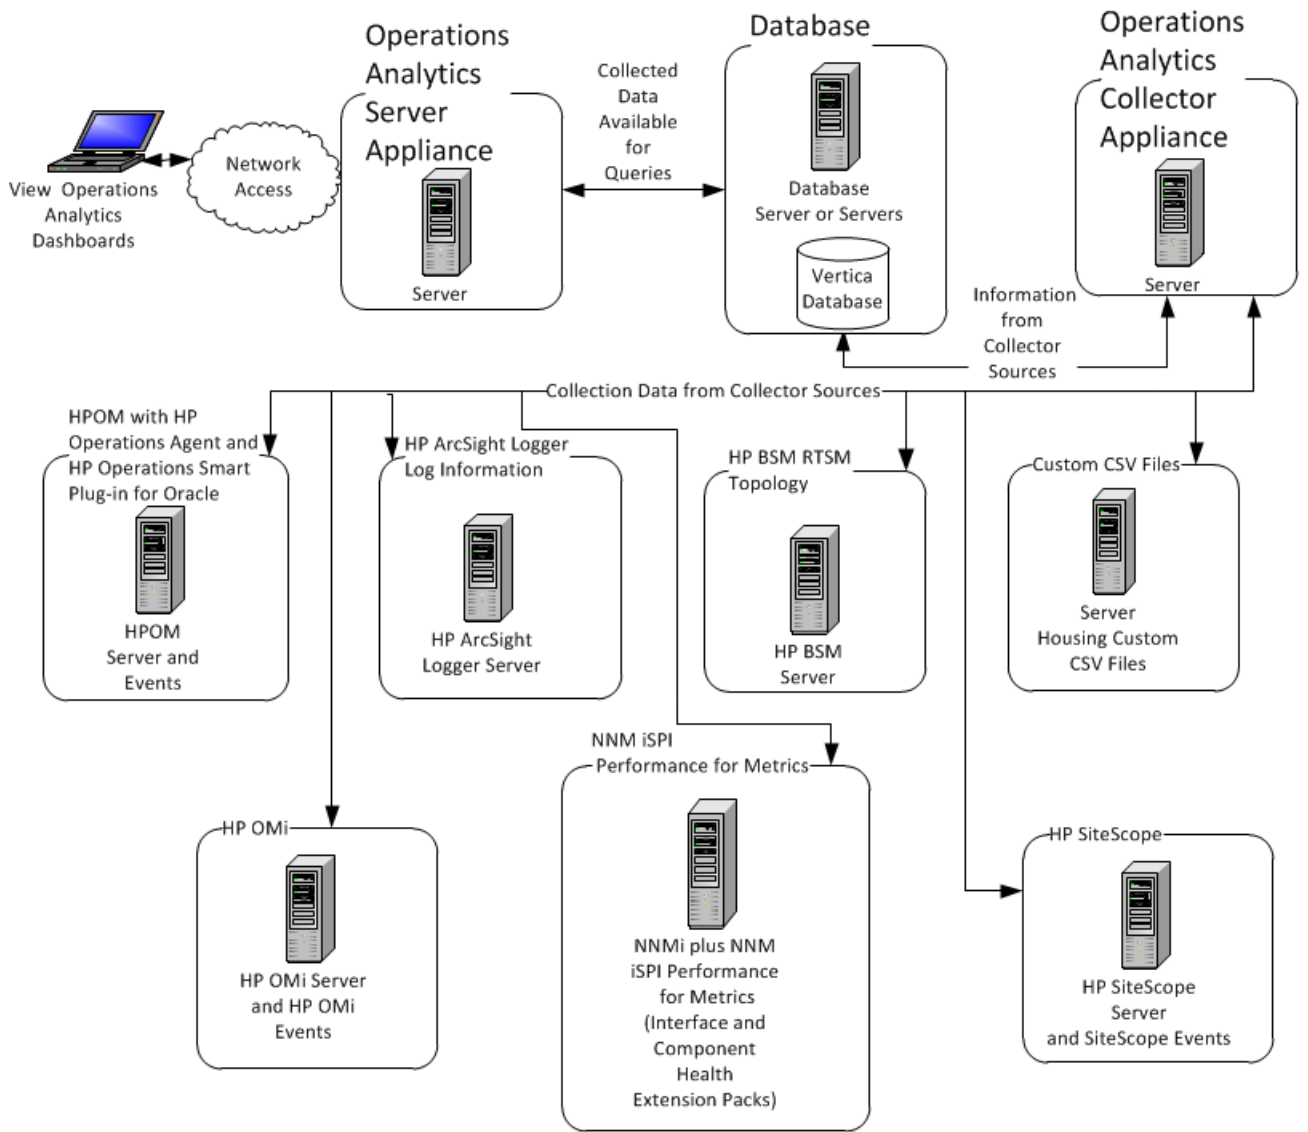 Operations
Analytics
Server
Appliance
Server
View Operations
Analytics
Dashboards
Network
Access
Collected
Data
Available
for
Queries
Database
Database
Server or Servers
Vertica
Database
Operations
Analytics
Collector
Appliance
Server
Information
from
Collector
Sources
Collection Data from Collector Sources
HPOM with HP
Operations Agent and
HP Operations Smart
Plug-in for Oracle
HPOM
Server and
Events
HP ArcSight Logger
Log Information
HP ArcSight
Logger Server
HP BSM RTSM
Topology
HP BSM
Server
Custom CSV Files
Server
Housing Custom
CSV Files
HP OMi
HP OMi Server
and HP OMi
Events
NNM iSPI
Performance for Metrics
NNMi plus NNM
iSPI Performance
for Metrics
(Interface and
Component
Health
Extension Packs)
HP SiteScope
HP SiteScope
Server
and SiteScope Events